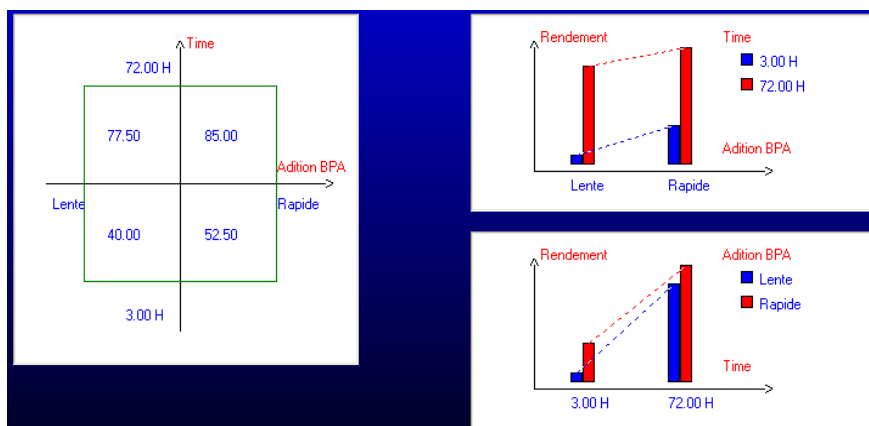 Time
72.00 H
77.50 85.00
Adition BPA
Lente Rapide
40.00 52.50
3.00 H
Rendement Time
3.00 H
72.00 H
Adition BPA
Lente Rapide
Rendement Adition BPA
Lente
Rapide
Time
3.00 H 72.00 H